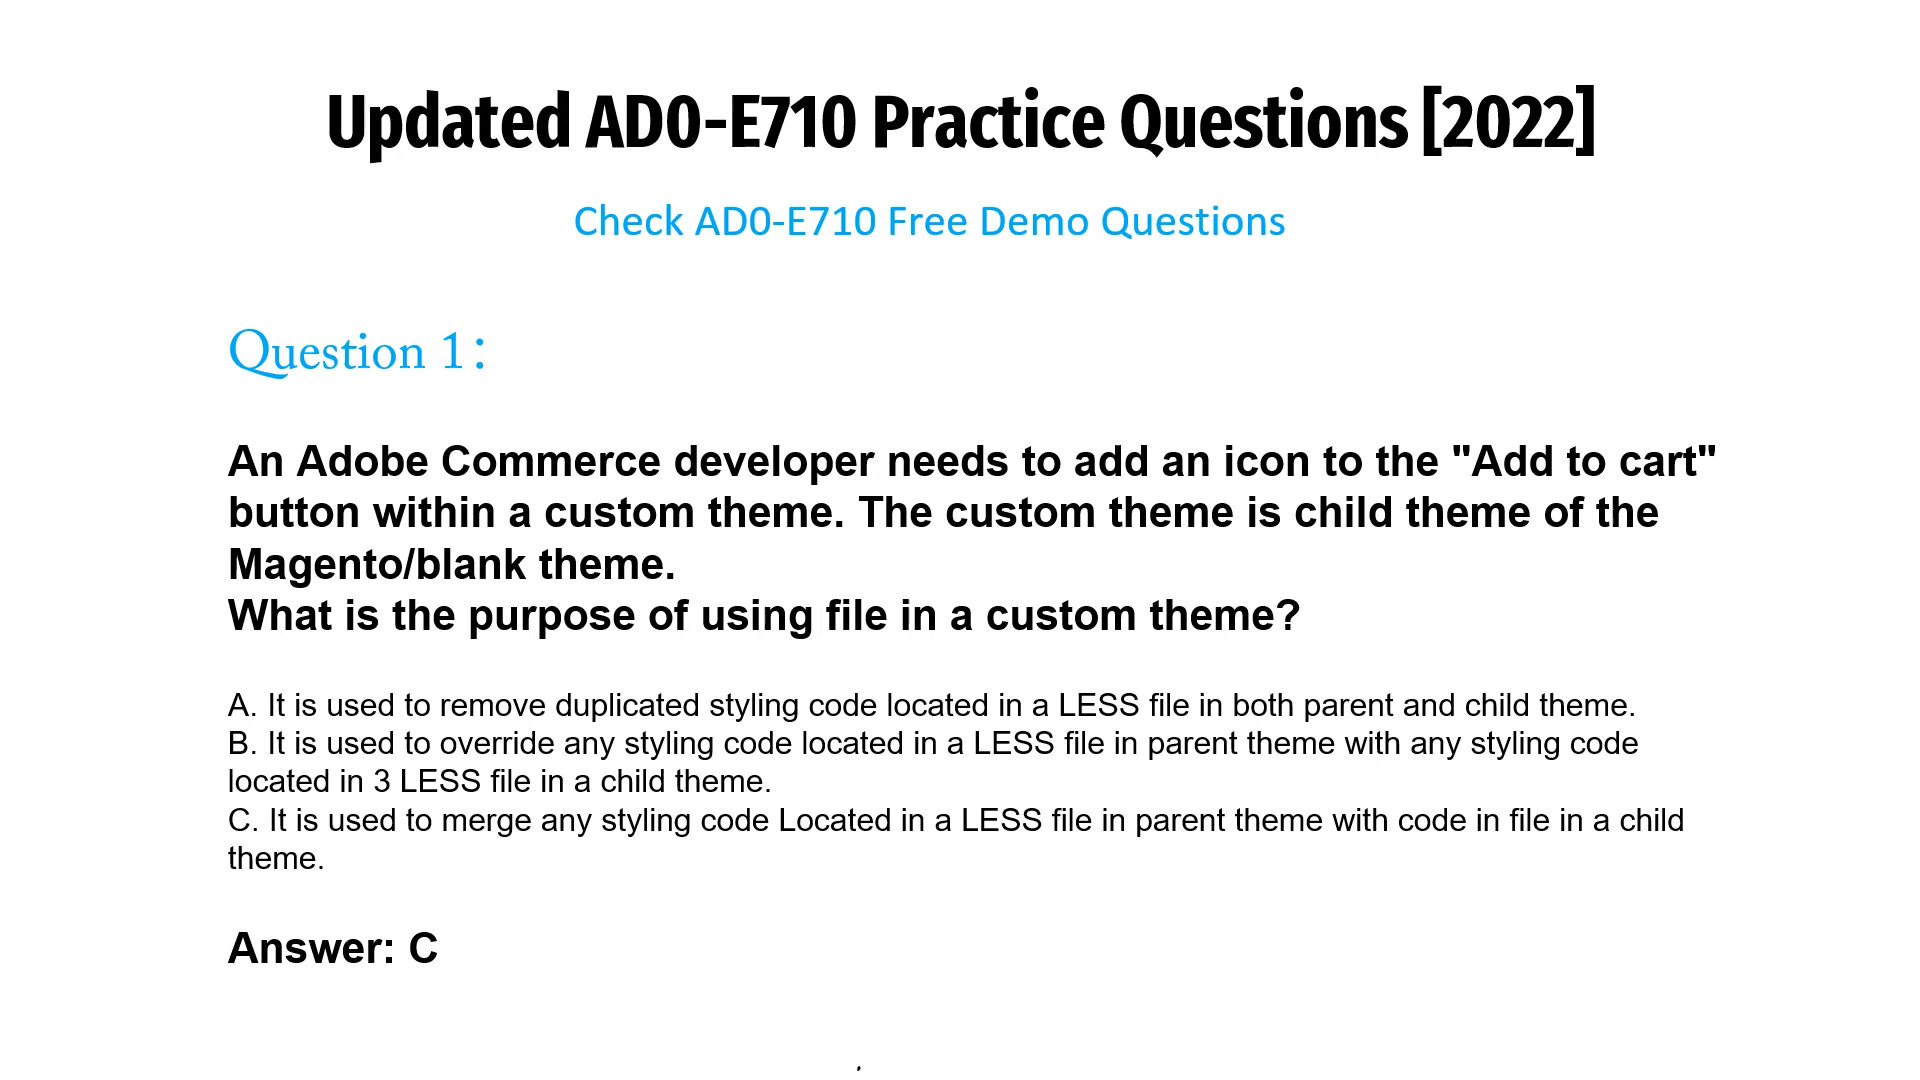 Updated AD0-E710 Practice Questions [2022]
Check AD0-E710 Free Demo Questions
Question 1:
An Adobe Commerce developer needs to add an icon to the "Add to cart"
button within a custom theme. The custom theme is child theme of the
Magento/blank theme.
What is the purpose of using file in a custom theme?
A. It is used to remove duplicated styling code located in a LESS file in both parent and child theme.
B. It is used to override any styling code located in a LESS file in parent theme with any styling code
located in 3 LESS file in a child theme.
C. It is used to merge any styling code Located in a LESS file in parent theme with code in file in a child
theme.
Answer: C